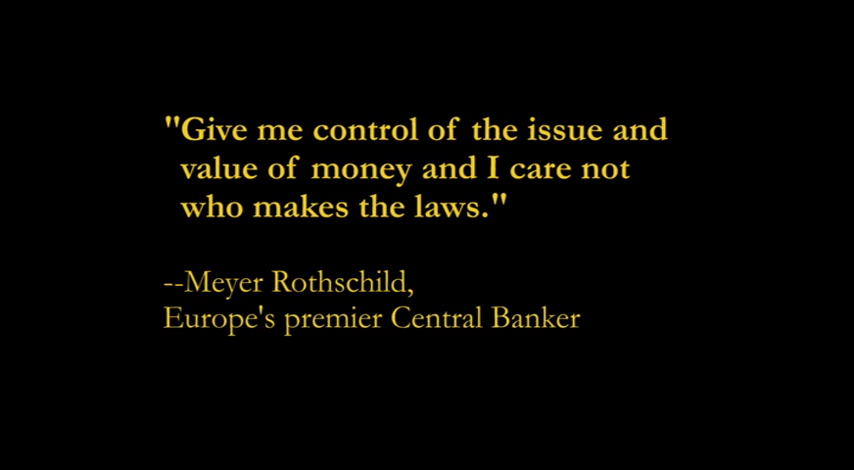 "Give me control of the issue and
value of money and I care not
who makes the laws."
--Meyer Rothschild,
Europe's premier Central Banker